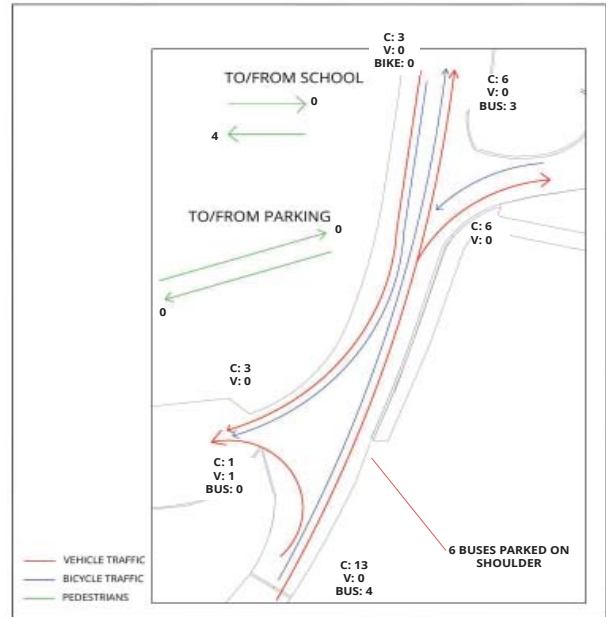 C: 3
V: 0
BIKE: 0
TO/FROM SCHOOL
0
4
C: 6
V: 0
BUS: 3
TO/FROM PARKING
0
0
C: 6
V: 0
C: 3
V: 0
C: 1
V: 1
BUS: 0
6 BUSES PARKED ON
SHOULDER
C: 13
V: 0
BUS: 4
VEHICLE TRAFFIC
BICYCLE TRAFFIC
PEDESTRIANS